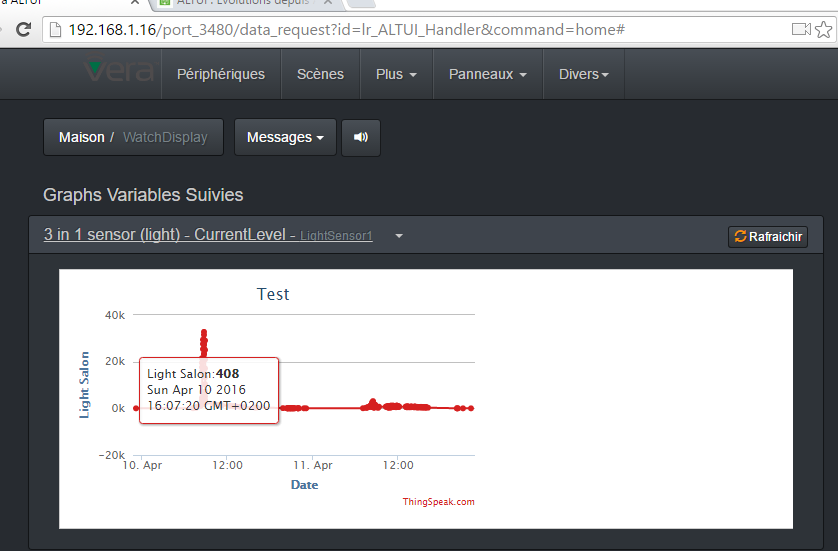 ALTUI: Evolutions depuis
192.168.1.16/port_3480/data_request?id=lr_ALTUI_Handler&command=home#
vera Périphériques Scènes Plus Panneaux Divers
Maison / WatchDisplay Messages
Graphs Variables Suivies
3 in 1 sensor (light) - CurrentLevel - LightSensor1 Rafraichir
Test
40k
20k
0k
-20k
Light Salon
Light Salon:408
Sun Apr 10 2016
16:07:20 GMT+0200
10. Apr 12:00 11. Apr 12:00
Date
ThingSpeak.com